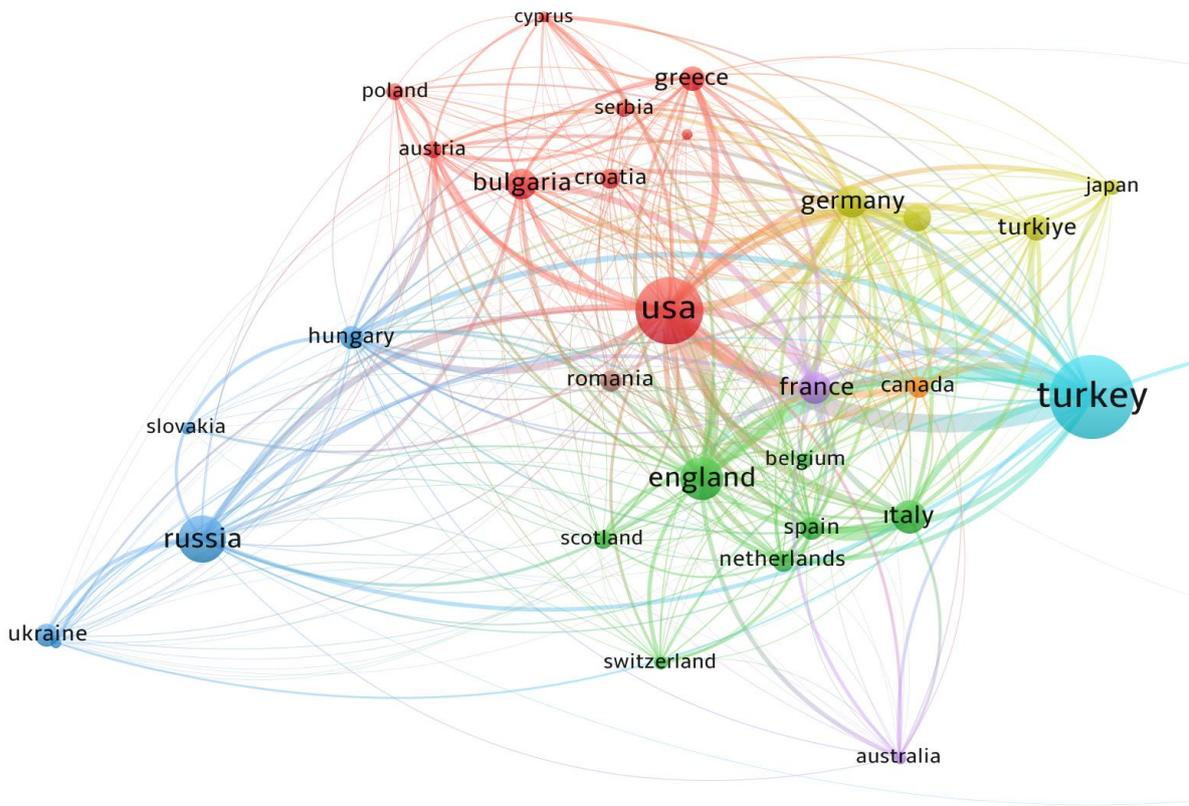 cyprus
greece
poland
serbia
austria
bulgaria
croatia
japan
germany
turkiye
usa
hungary
romania
france
canada
turkey
slovakia
belgium
england
ıtaly
spain
russia
scotland
netherlands
ukraine
switzerland
australia